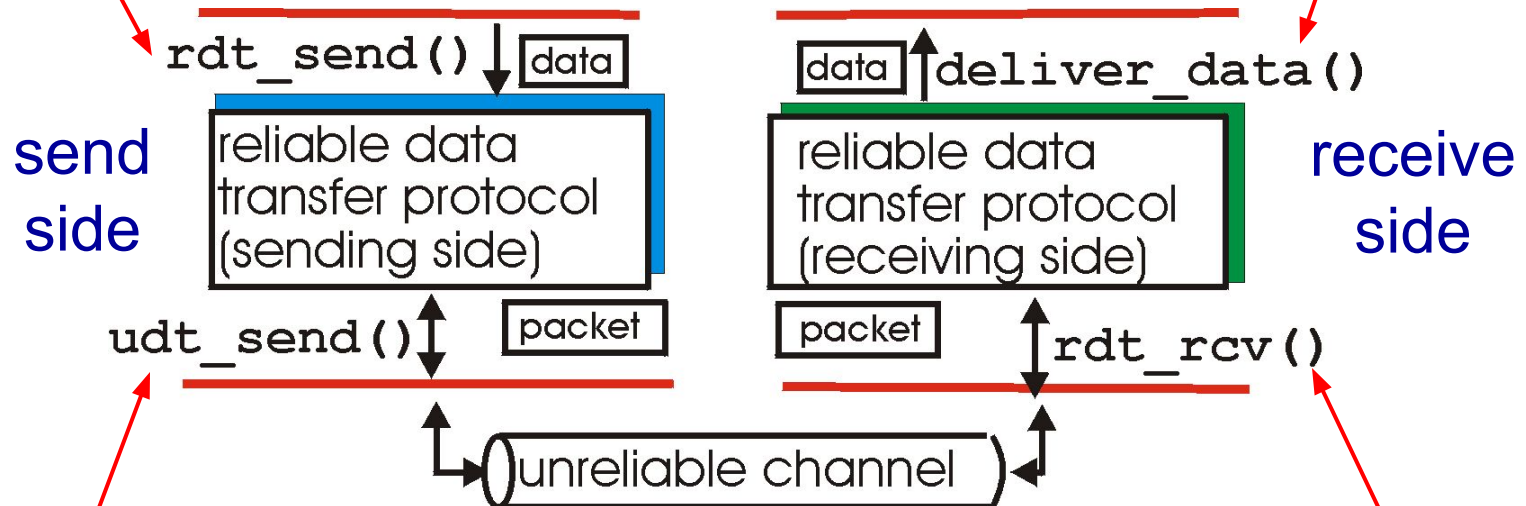 rdt_send()
data
data
deliver_data()
send
side
reliable data
transfer protocol
(sending side)
reliable data
transfer protocol
(receiving side)
receive
side
udt_send()
packet
packet
rdt_rcv()
unreliable channel